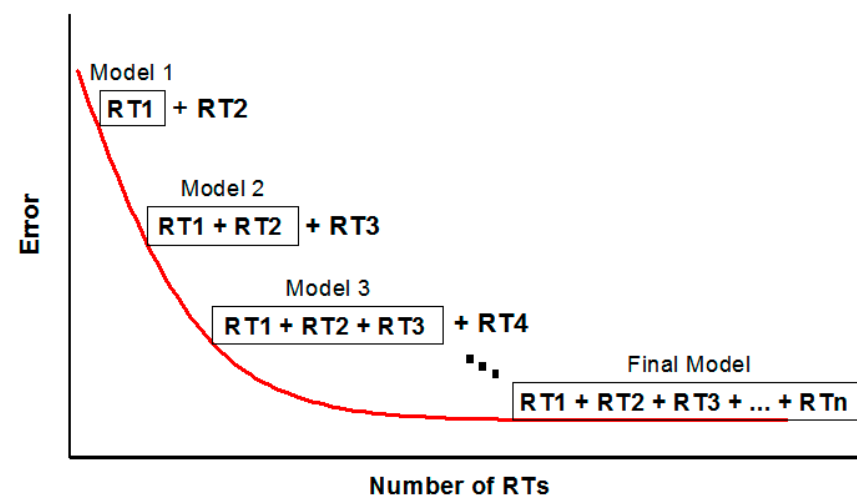 Model 1
RT1 + RT2
Model 2
RT1 + RT2 + RT3
Model 3
RT1 + RT2 + RT3 + RT4
Final Model
RT1 + RT2 + RT3 + ... + RTn
Error
Number of RTs